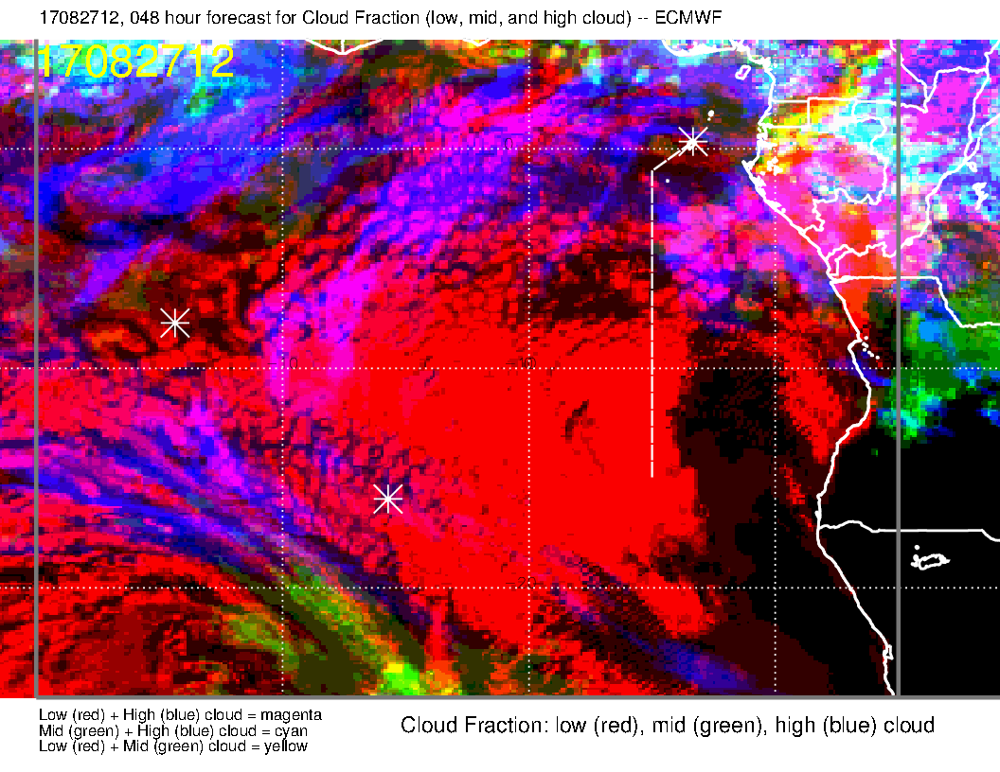 17082712, 048 hour forecast for Cloud Fraction (low, mid, and high cloud) -- ECMWF
17082712
Low (red) + High (blue) cloud = magenta
Mid (green) + High (blue) cloud = cyan
Low (red) + Mid (green) cloud = yellow
Cloud Fraction: low (red), mid (green), high (blue) cloud